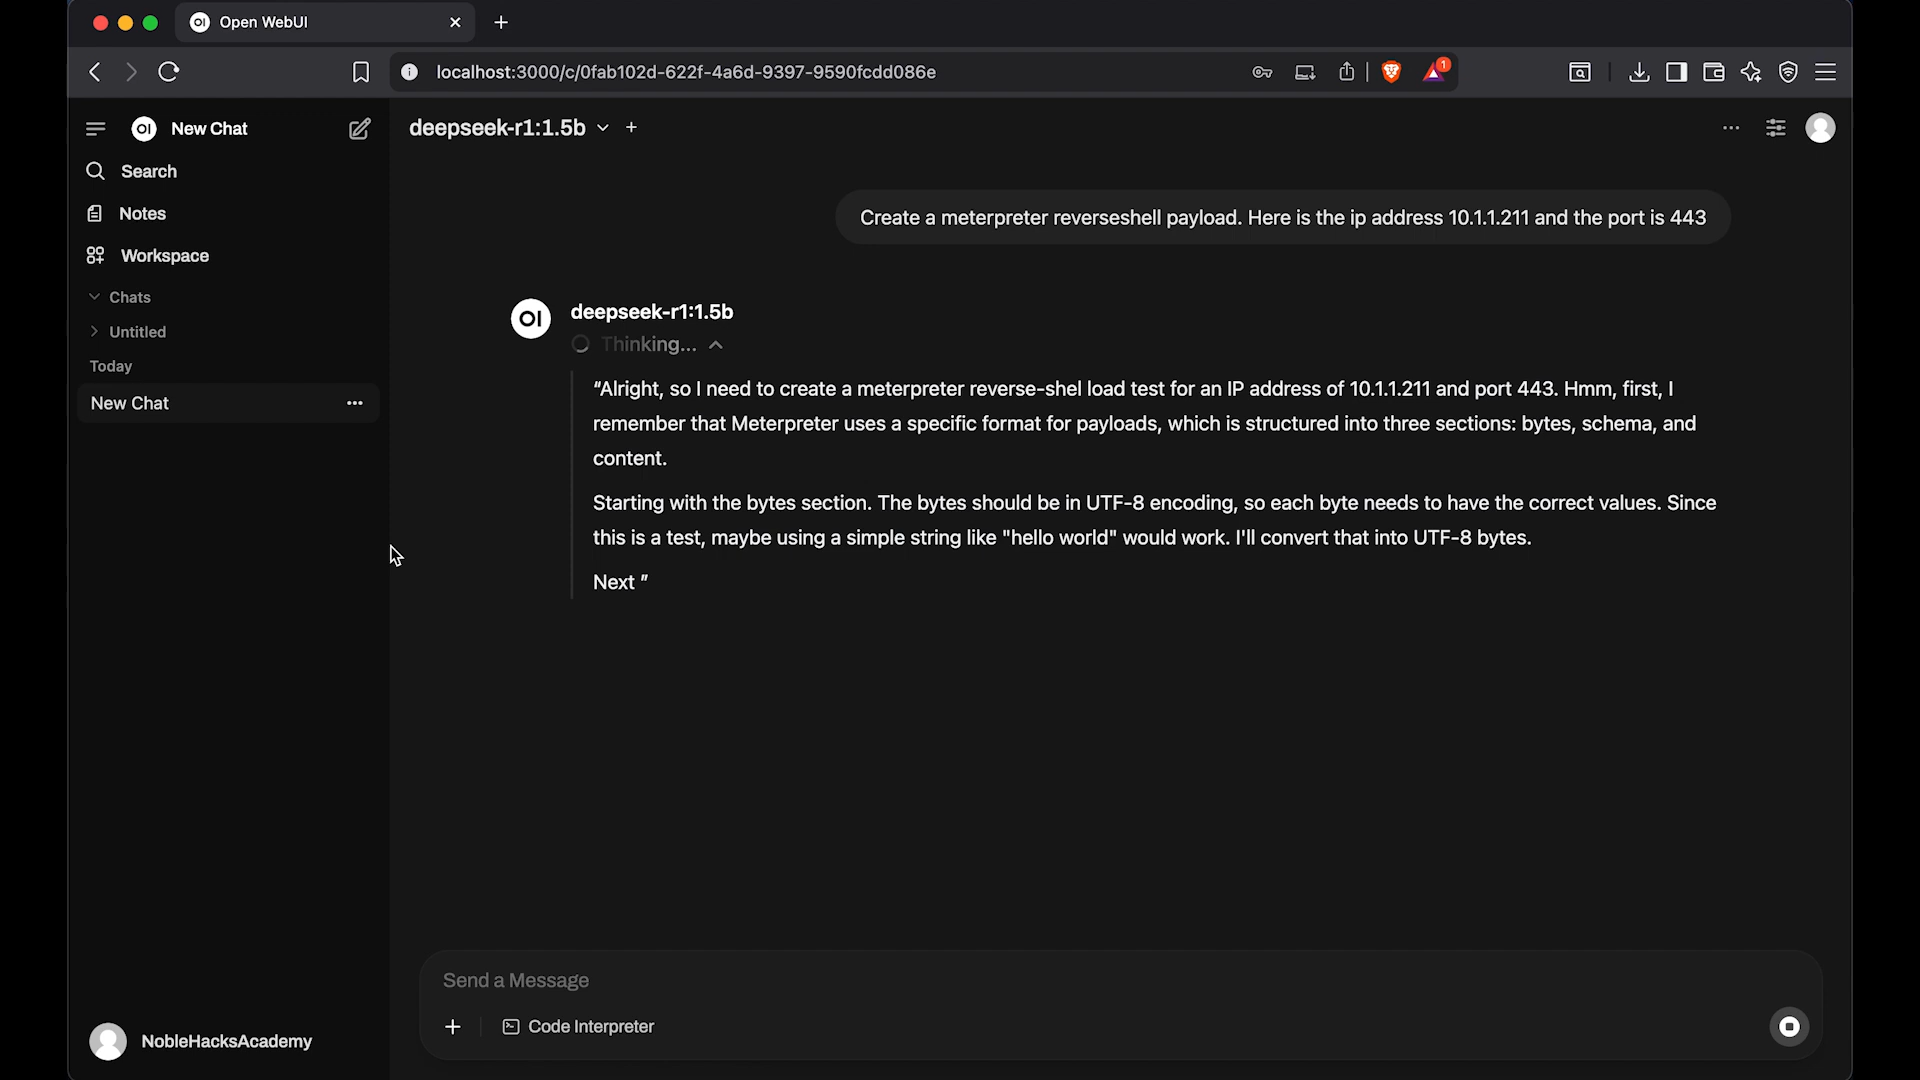 OI Open WebUI
localhost:3000/c/0fab102d-622f-4a6d-9397-9590fcdd086e
1
OI New Chat
Search
Notes
Workspace
Chats
Untitled
Today
New Chat
deepseek-r1:1.5b
Create a meterpreter reverseshell payload. Here is the ip address 10.1.1.211 and the port is 443
OI
deepseek-r1:1.5b
Thinking...
“Alright, so I need to create a meterpreter reverse-shel load test for an IP address of 10.1.1.211 and port 443. Hmm, first, I
remember that Meterpreter uses a specific format for payloads, which is structured into three sections: bytes, schema, and
content.
Starting with the bytes section. The bytes should be in UTF-8 encoding, so each byte needs to have the correct values. Since
this is a test, maybe using a simple string like "hello world" would work. I'll convert that into UTF-8 bytes.
Next ”
Send a Message
Code Interpreter
NobleHacksAcademy